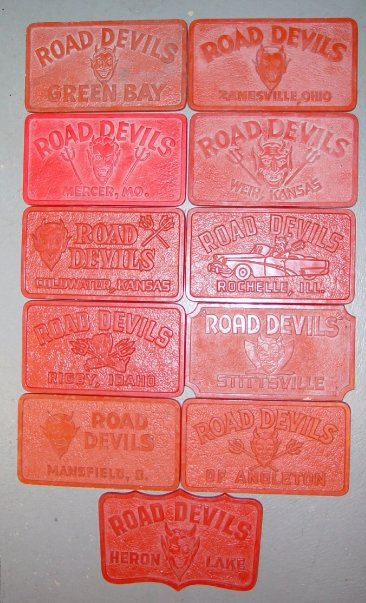 ROAD DEVILS
GREEN BAY
ROAD DEVILS
ZANESVILLE, OHIO
ROAD DEVILS
MERCER, MO.
ROAD DEVILS
WEIR, KANSAS
ROAD
DEVILS
COLDWATER, KANSAS
ROAD DEVILS
ROCHELLE, ILL.
ROAD DEVILS
RIGBY, IDAHO
ROAD DEVILS
STITTSVILLE
ROAD
DEVILS
MANSFIELD, O.
ROAD DEVILS
OF ANGLETON
ROAD DEVILS
HERON LAKE